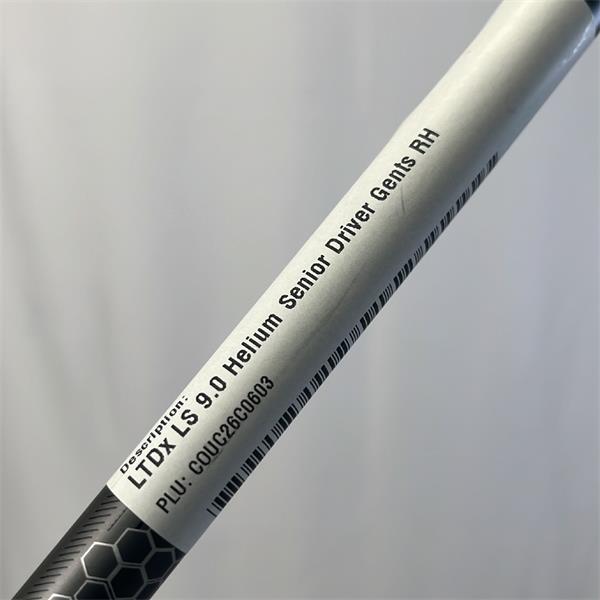 Description:
LTDx LS 9.0 Helium Senior Driver Gents RH
PLU: COUC26C0603